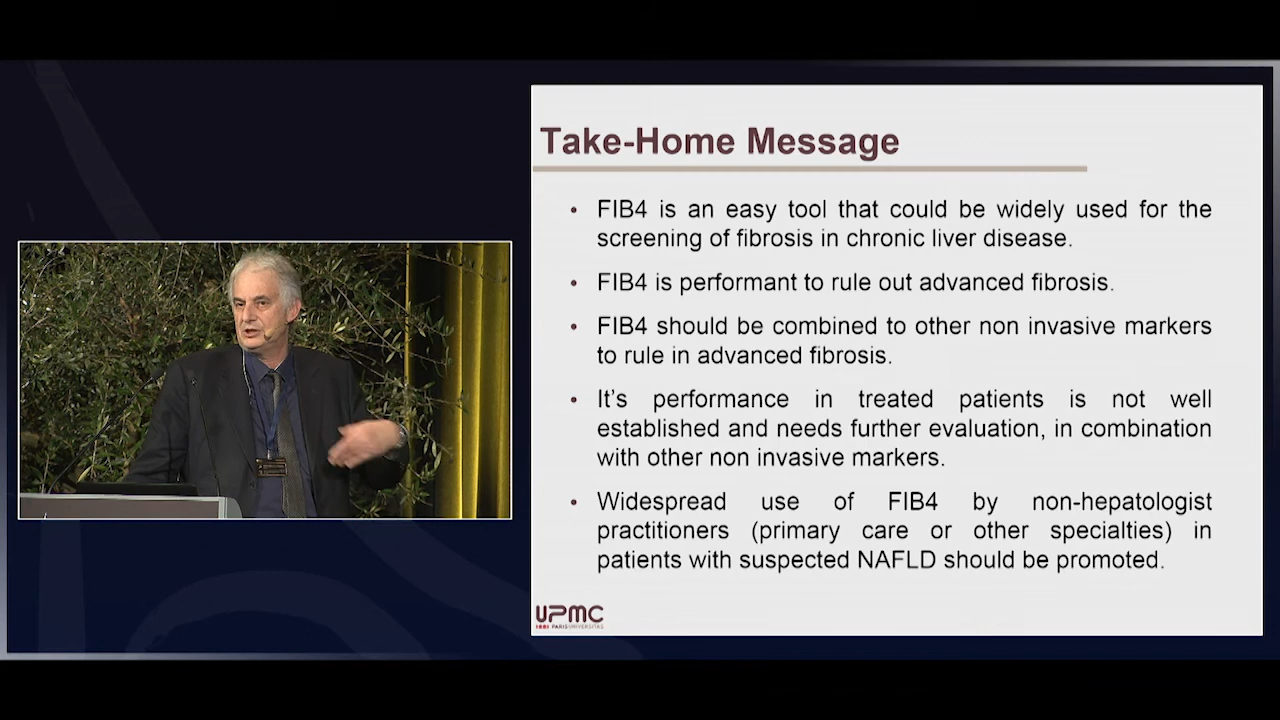 Take-Home Message
• FIB4 is an easy tool that could be widely used for the
screening of fibrosis in chronic liver disease.
• FIB4 is performant to rule out advanced fibrosis.
• FIB4 should be combined to other non invasive markers
to rule in advanced fibrosis.
• It's performance in treated patients is not well
established and needs further evaluation, in combination
with other non invasive markers.
• Widespread use of FIB4 by non-hepatologist
practitioners (primary care or other specialties) in
patients with suspected NAFLD should be promoted.
UPMC
PARISUNIVERSITAS